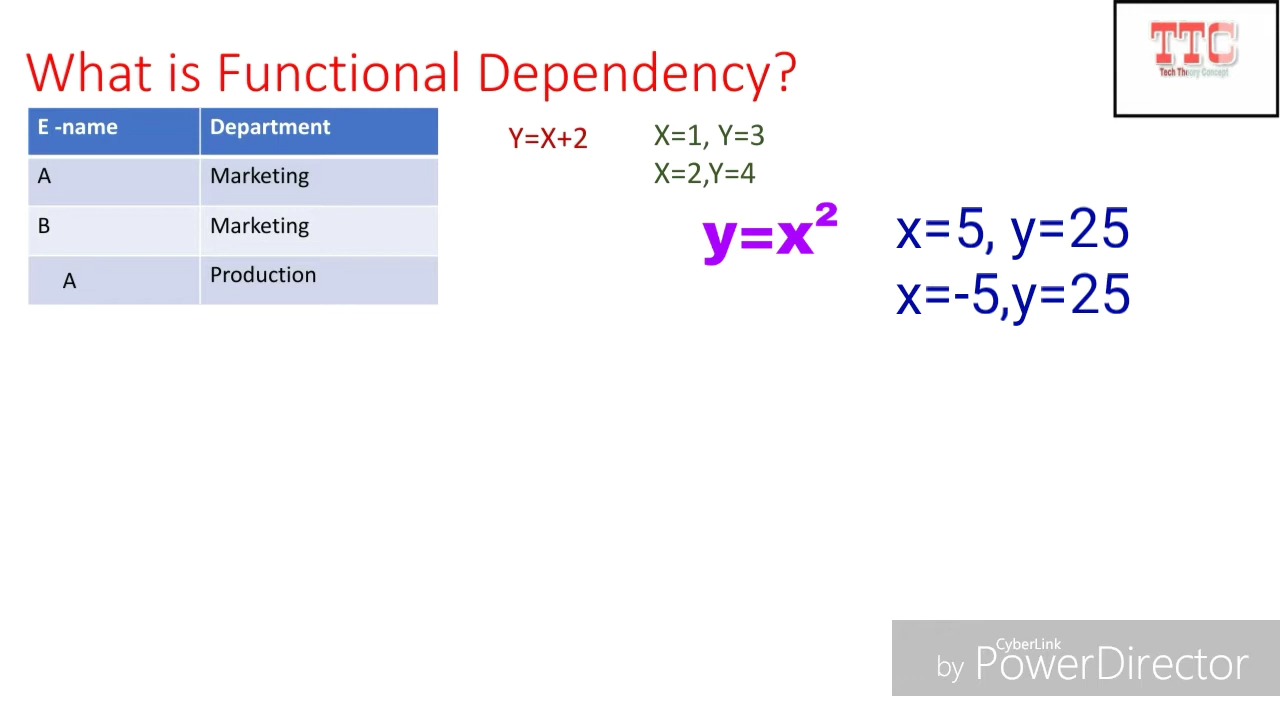 What is Functional Dependency?
TTC
Tech Theory Concept
E -name Department
A Marketing
B Marketing
A Production
Y=X+2
X=1, Y=3
X=2,Y=4
y=x²
x=5, y=25
x=-5,y=25
CyberLink
by PowerDirector